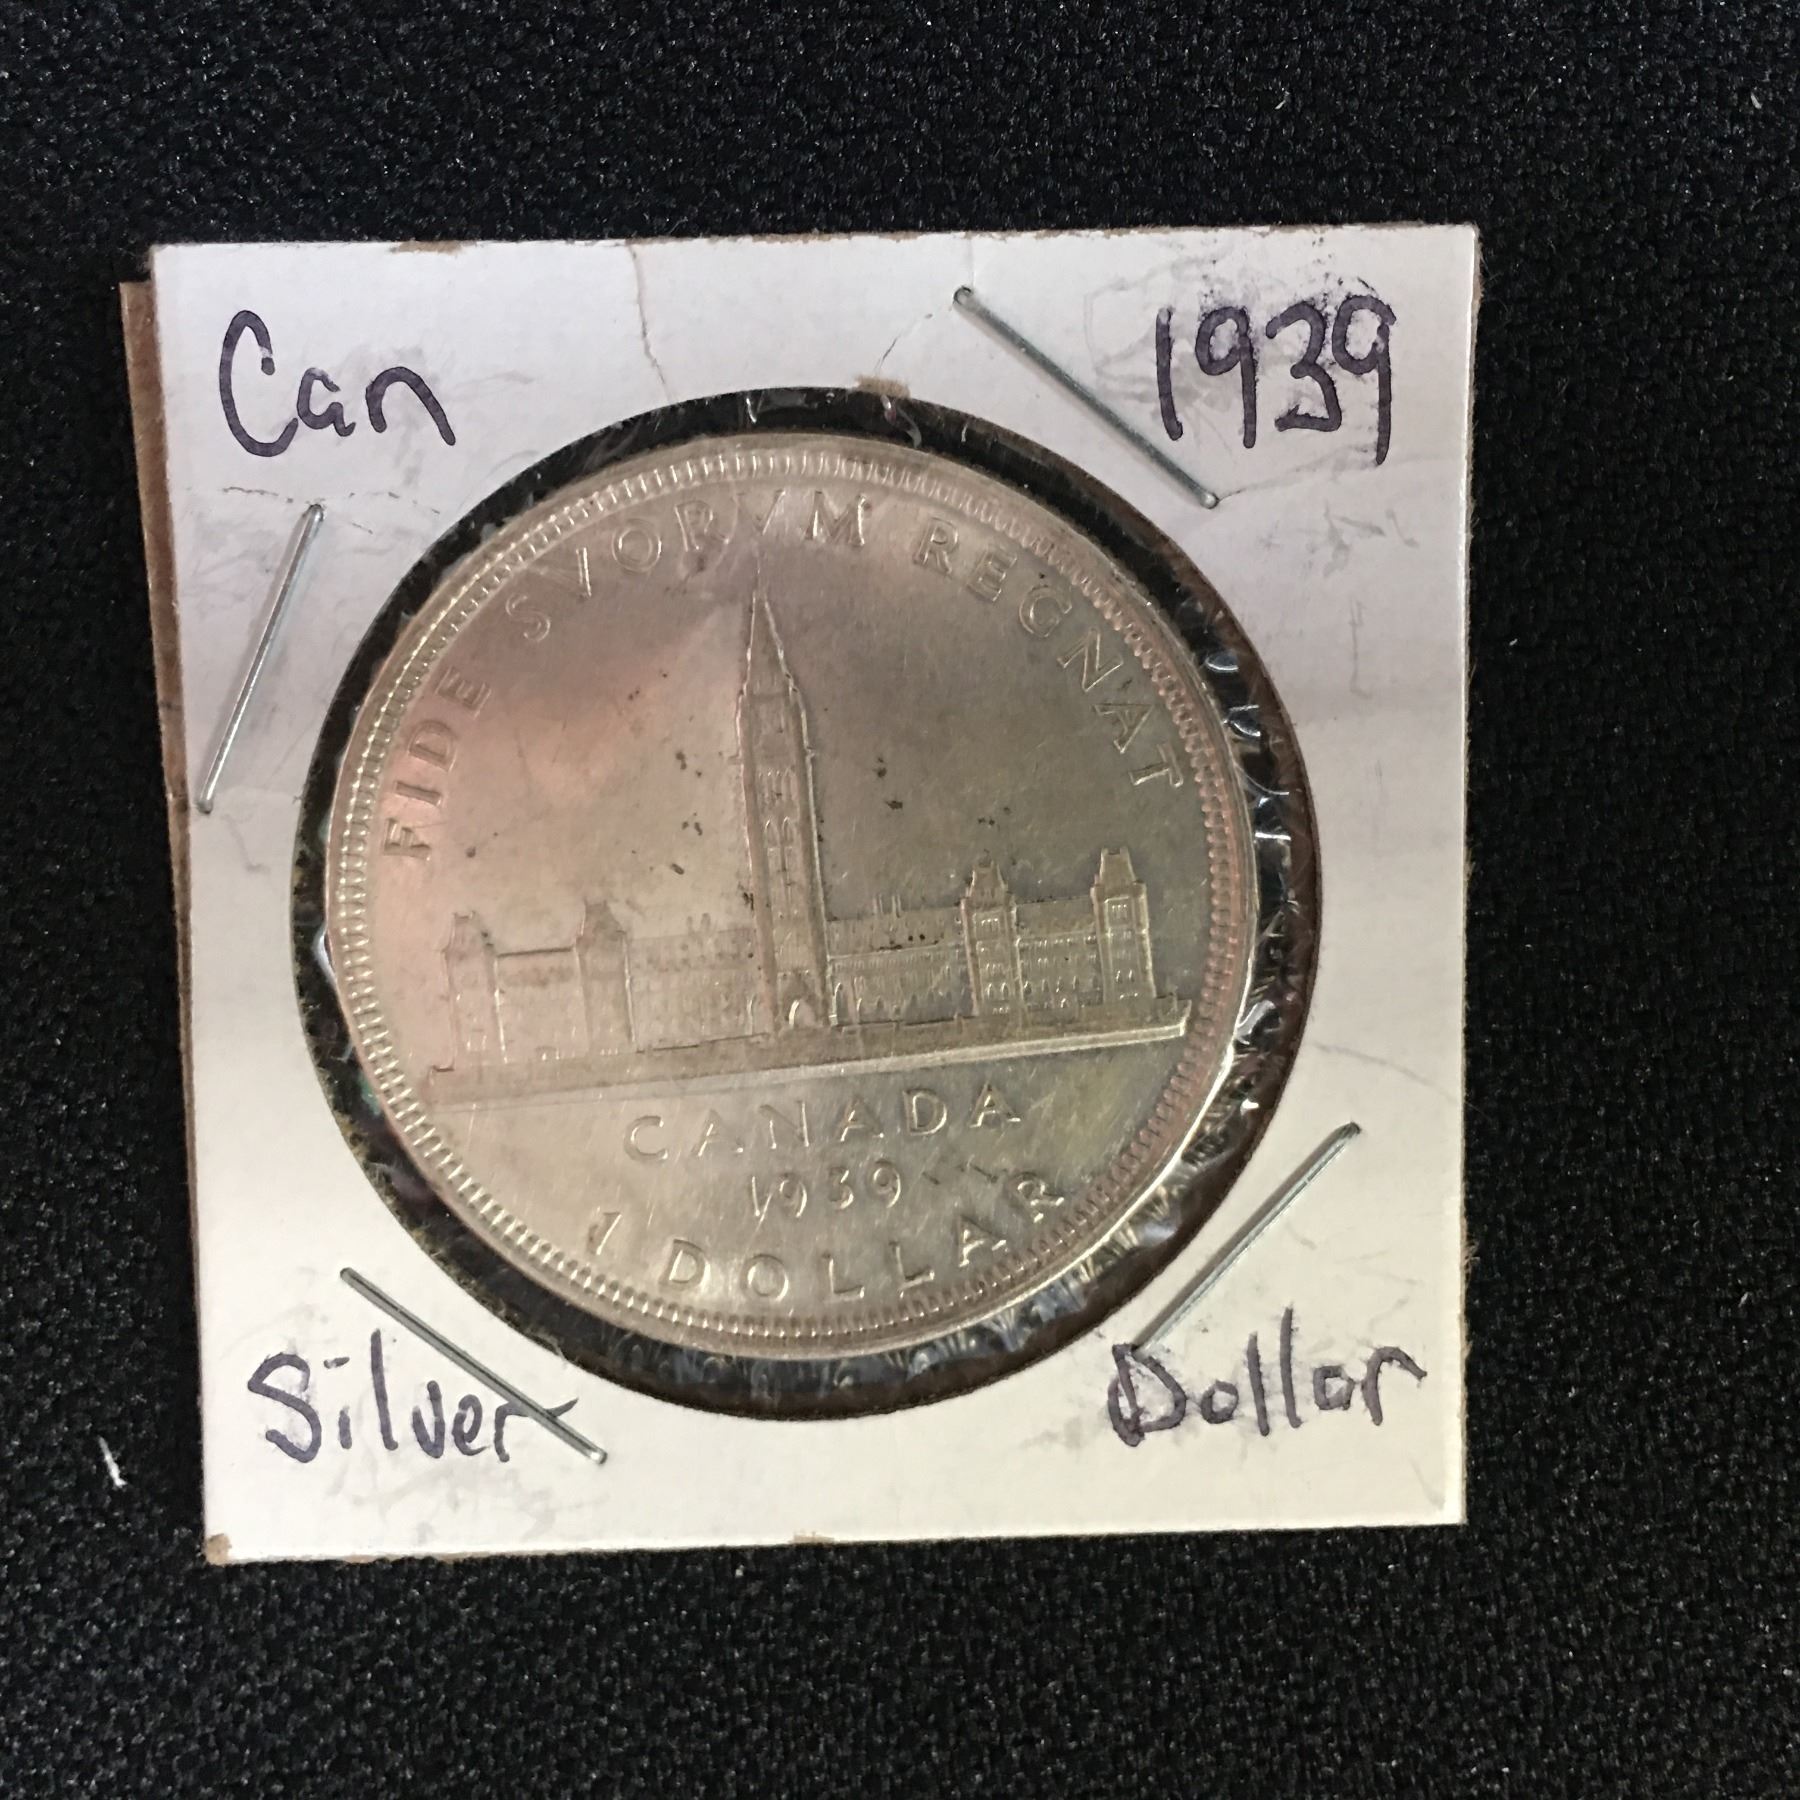 Can 1939
FIDE SVORVM REGNAT
CANADA
1939
1 DOLLAR
Silver Dollar